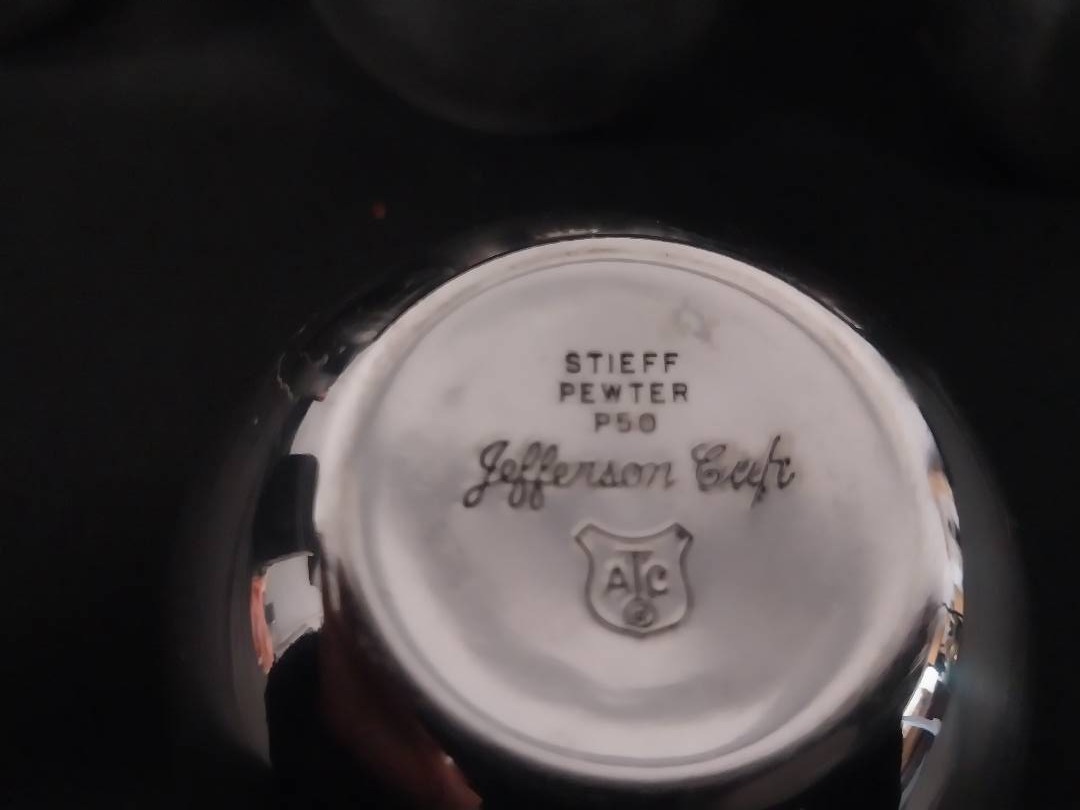 STIEFF
PEWTER
P50
Jefferson Cup
ATC